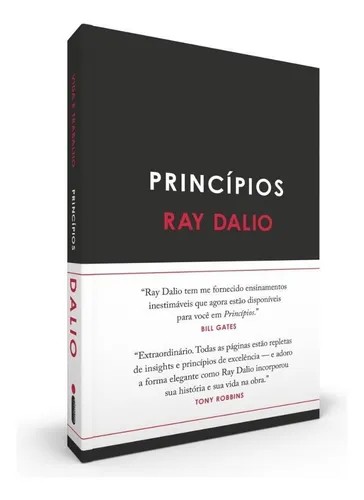 PRINCÍPIOS
RAY DALIO
“Ray Dalio tem me fornecido ensinamentos
inestimáveis que agora estão disponíveis
para você em Princípios.”
BILL GATES
“Extraordinário. Todas as páginas estão repletas
de insights e princípios de excelência — e adoro
a forma elegante como Ray Dalio incorporou
sua história e sua vida na obra.”
TONY ROBBINS
VIDA E TRABALHO
PRINCÍPIOS
DALIO